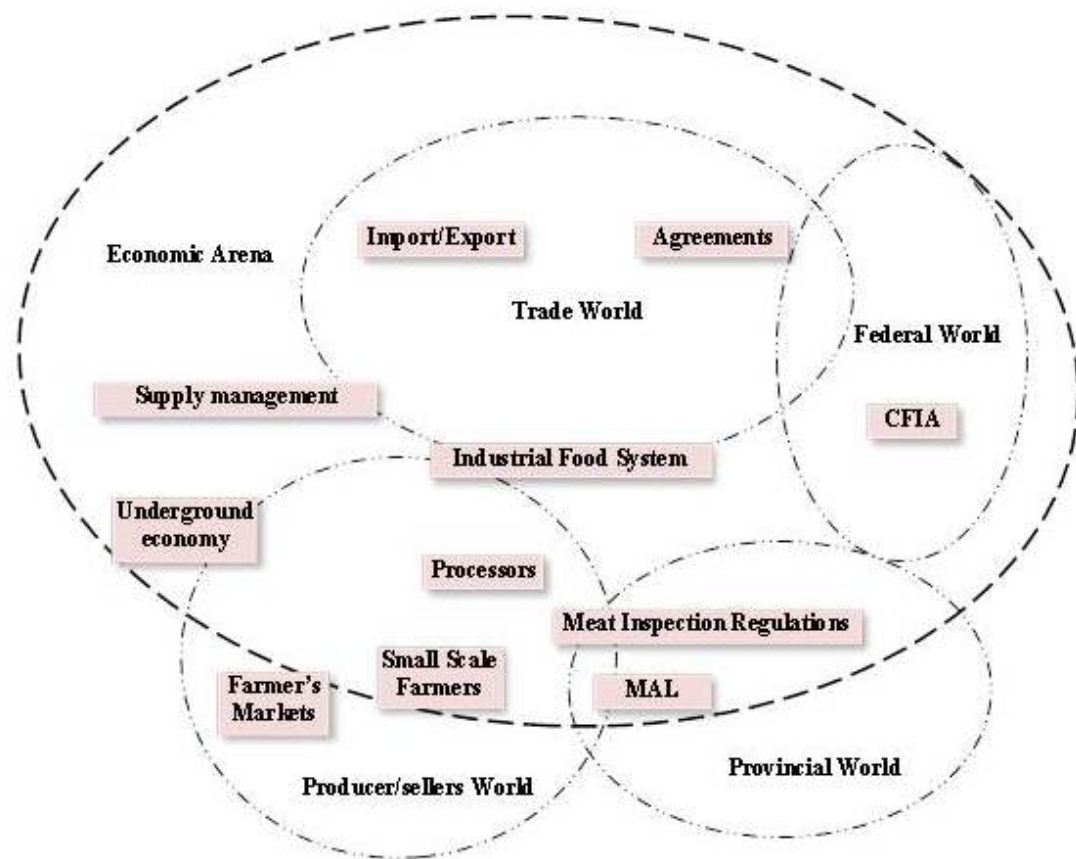 Import/Export
Agreements
Economic Arena
Trade World
Federal World
Supply management
CFIA
Industrial Food System
Underground
economy
Processors
Meat Inspection Regulations
Small Scale
Farmers
Farmer's
Markets
MAL
Provincial World
Producer/sellers World